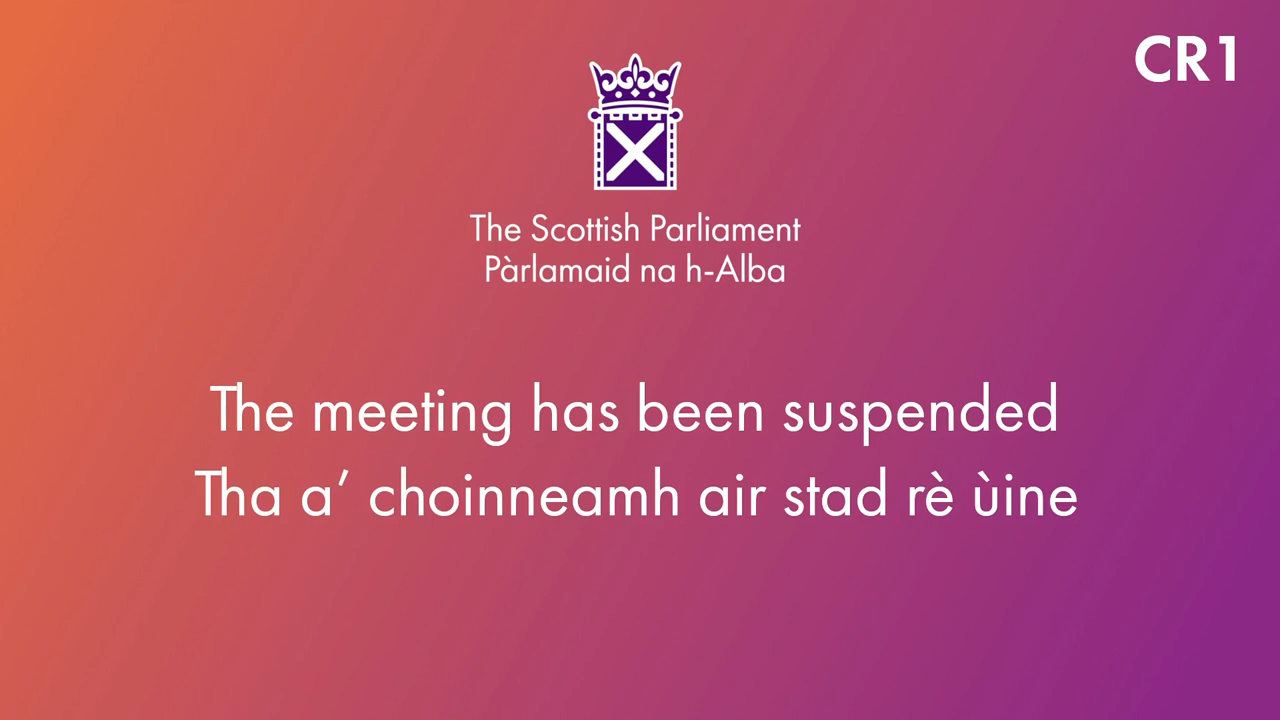 CR1
The Scottish Parliament
Pàrlamaid na h-Alba
The meeting has been suspended
Tha a’ choinneamh air stad rè ùine